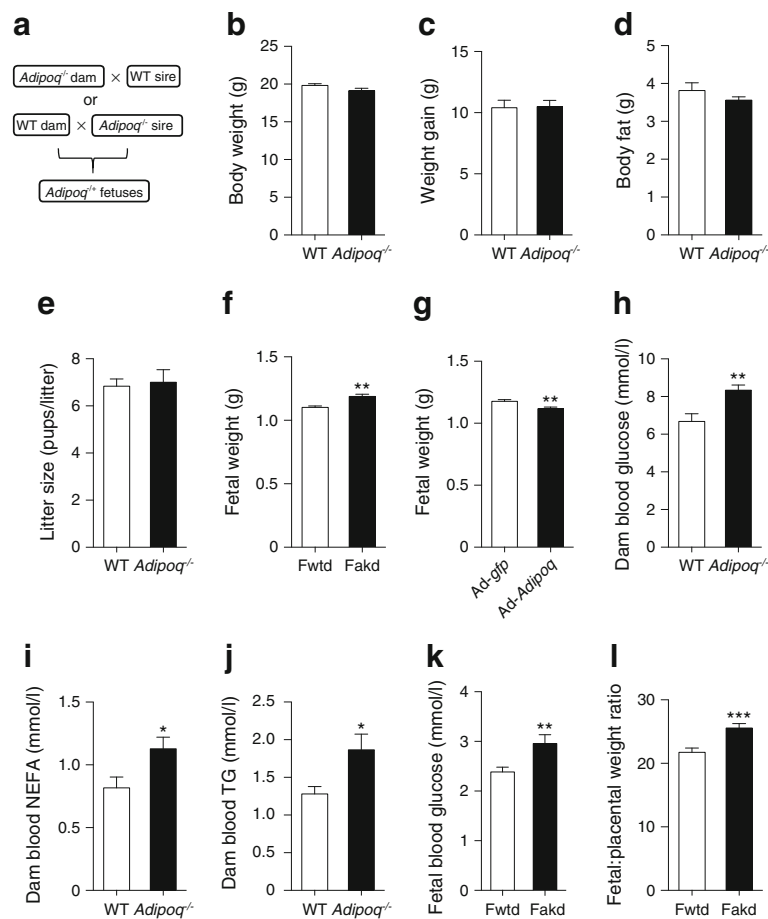 a
Adipoq-/- dam × WT sire
or
WT dam × Adipoq-/- sire
Adipoq-/+ fetuses
b
Body weight (g)
25
20
15
10
5
0
WT Adipoq-/-
c
Weight gain (g)
15
10
5
0
WT Adipoq-/-
d
Body fat (g)
5
4
3
2
1
0
WT Adipoq-/-
e
Litter size (pups/litter)
8
6
4
2
0
WT Adipoq-/-
f
Fetal weight (g)
1.5
1.0
0.5
0
**
Fwtd Fakd
g
Fetal weight (g)
1.5
1.0
0.5
0
**
Ad-gfp
Ad-Adipoq
h
Dam blood glucose (mmol/l)
10
8
6
4
2
0
**
WT Adipoq-/-
i
Dam blood NEFA (mmol/l)
1.5
1.0
0.5
0
*
WT Adipoq-/-
j
Dam blood TG (mmol/l)
2.5
2.0
1.5
1.0
0.5
0
*
WT Adipoq-/-
k
Fetal blood glucose (mmol/l)
4
3
2
1
0
**
Fwtd Fakd
l
Fetal:placental weight ratio
30
20
10
0
***
Fwtd Fakd